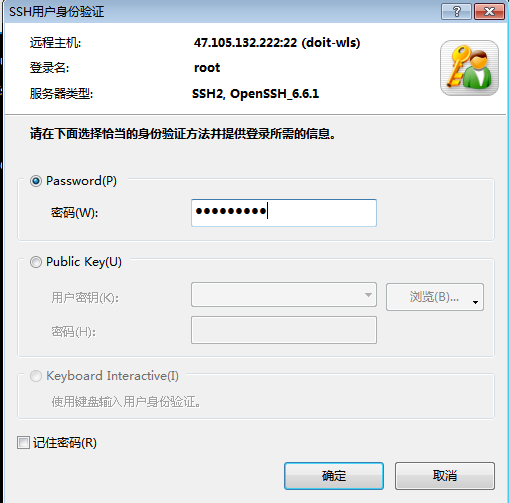 SSH用户身份验证
远程主机: 47.105.132.222:22 (doit-wls)
登录名: root
服务器类型: SSH2, OpenSSH_6.6.1
请在下面选择恰当的身份验证方法并提供登录所需的信息。
Password(P)
密码(W): ●●●●●●●●●
Public Key(U)
用户密钥(K):
浏览(B)...
密码(H):
Keyboard Interactive(I)
使用键盘输入用户身份验证。
记住密码(R)
确定 取消